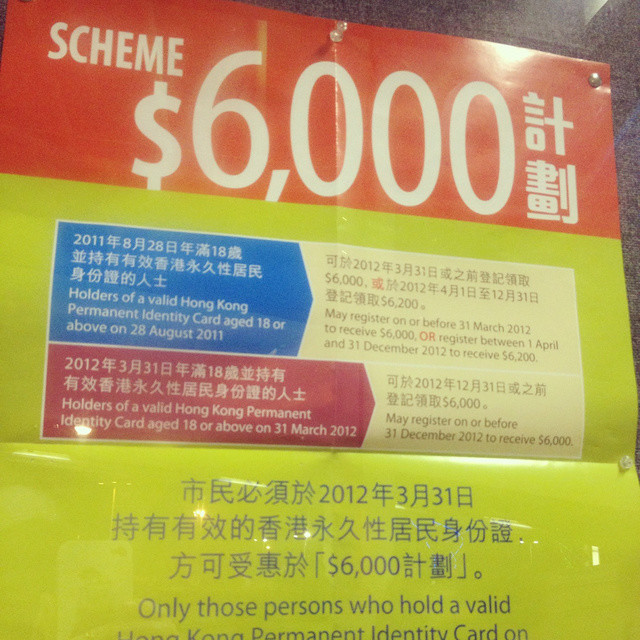 SCHEME
$6,000計劃
2011年8月28日年滿18歲
並持有有效香港永久性居民
身份證的人士
Holders of a valid Hong Kong
Permanent Identity Card aged 18 or
above on 28 August 2011
可於2012年3月31日或之前登記領取
$6,000, 或於2012年4月1日至12月31日
登記領取$6,200。
May register on or before 31 March 2012
to receive $6,000, OR register between 1 April
and 31 December 2012 to receive $6,200.
2012年3月31日年滿18歲並持有
有效香港永久性居民身份證的人士
Holders of a valid Hong Kong Permanent
Identity Card aged 18 or above on 31 March 2012
可於2012年12月31日或之前
登記領取$6,000。
May register on or before
31 December 2012 to receive $6,000.
市民必須於2012年3月31日
持有有效的香港永久性居民身份證,
方可受惠於「$6,000計劃」。
Only those persons who hold a valid
Hong Kong Permanent Identity Card on